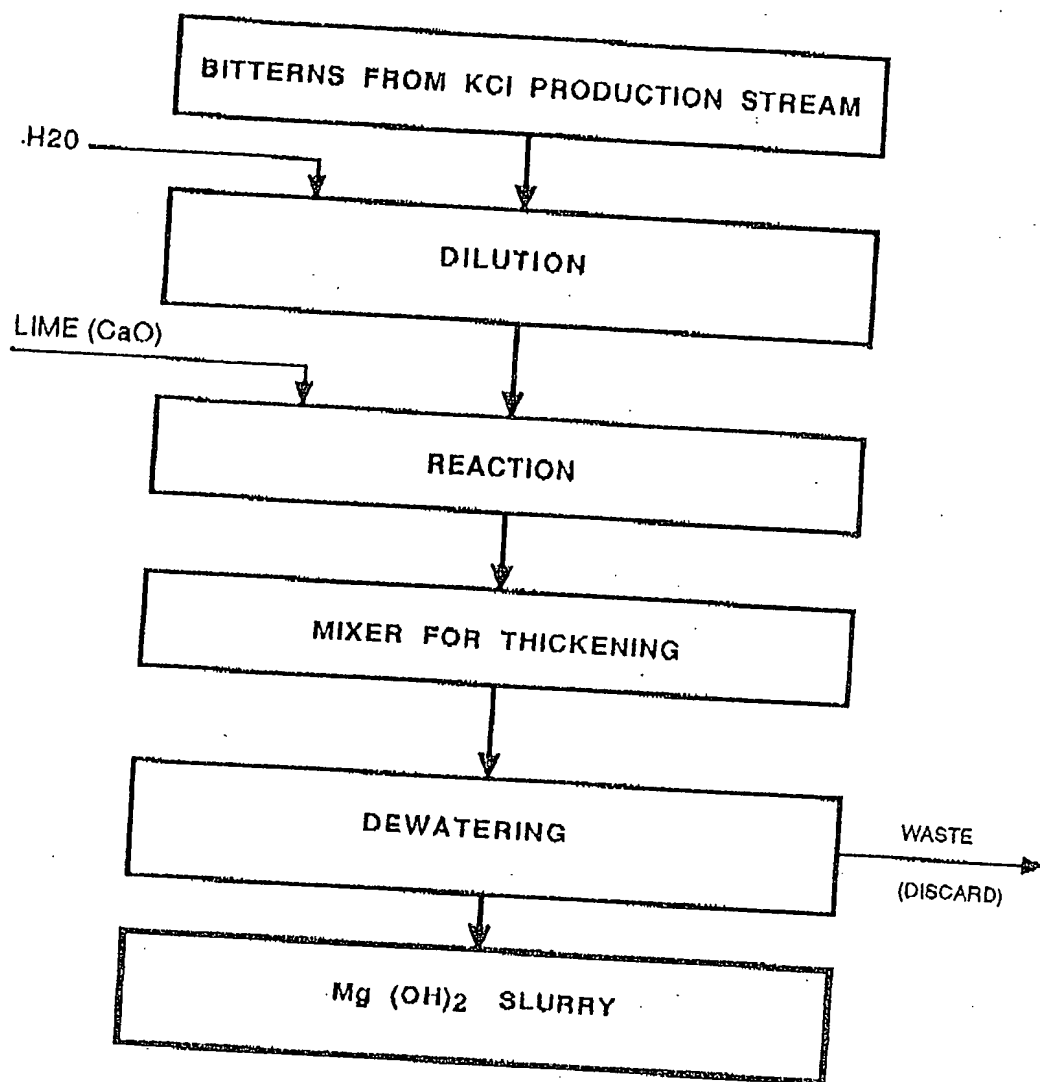 BITTERNS FROM KCl PRODUCTION STREAM
.H20
DILUTION
LIME (CaO)
REACTION
MIXER FOR THICKENING
DEWATERING
WASTE
(DISCARD)
Mg (OH)2 SLURRY